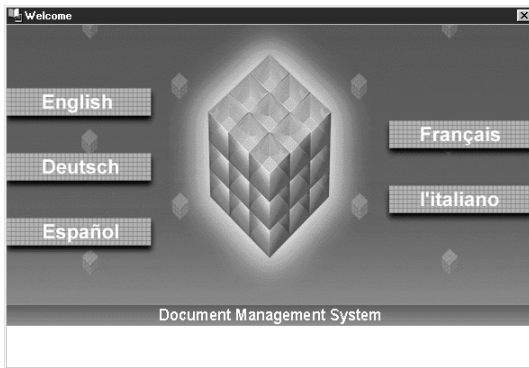 Welcome
English
Deutsch
Español
Français
l'italiano
Document Management System